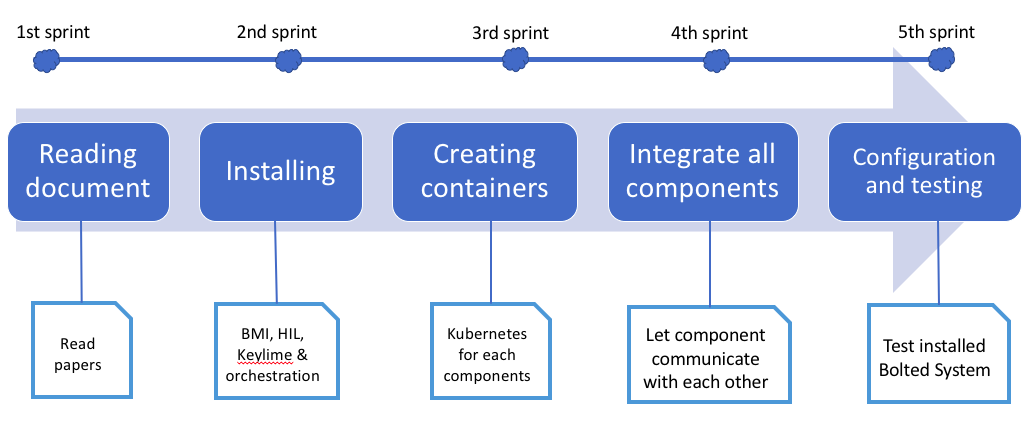 1st sprint
2nd sprint
3rd sprint
4th sprint
5th sprint
Reading
document
Installing
Creating
containers
Integrate all
components
Configuration
and testing
Read
papers
BMI, HIL,
Keylime &
orchestration
Kubernetes
for each
components
Let component
communicate
with each other
Test installed
Bolted System